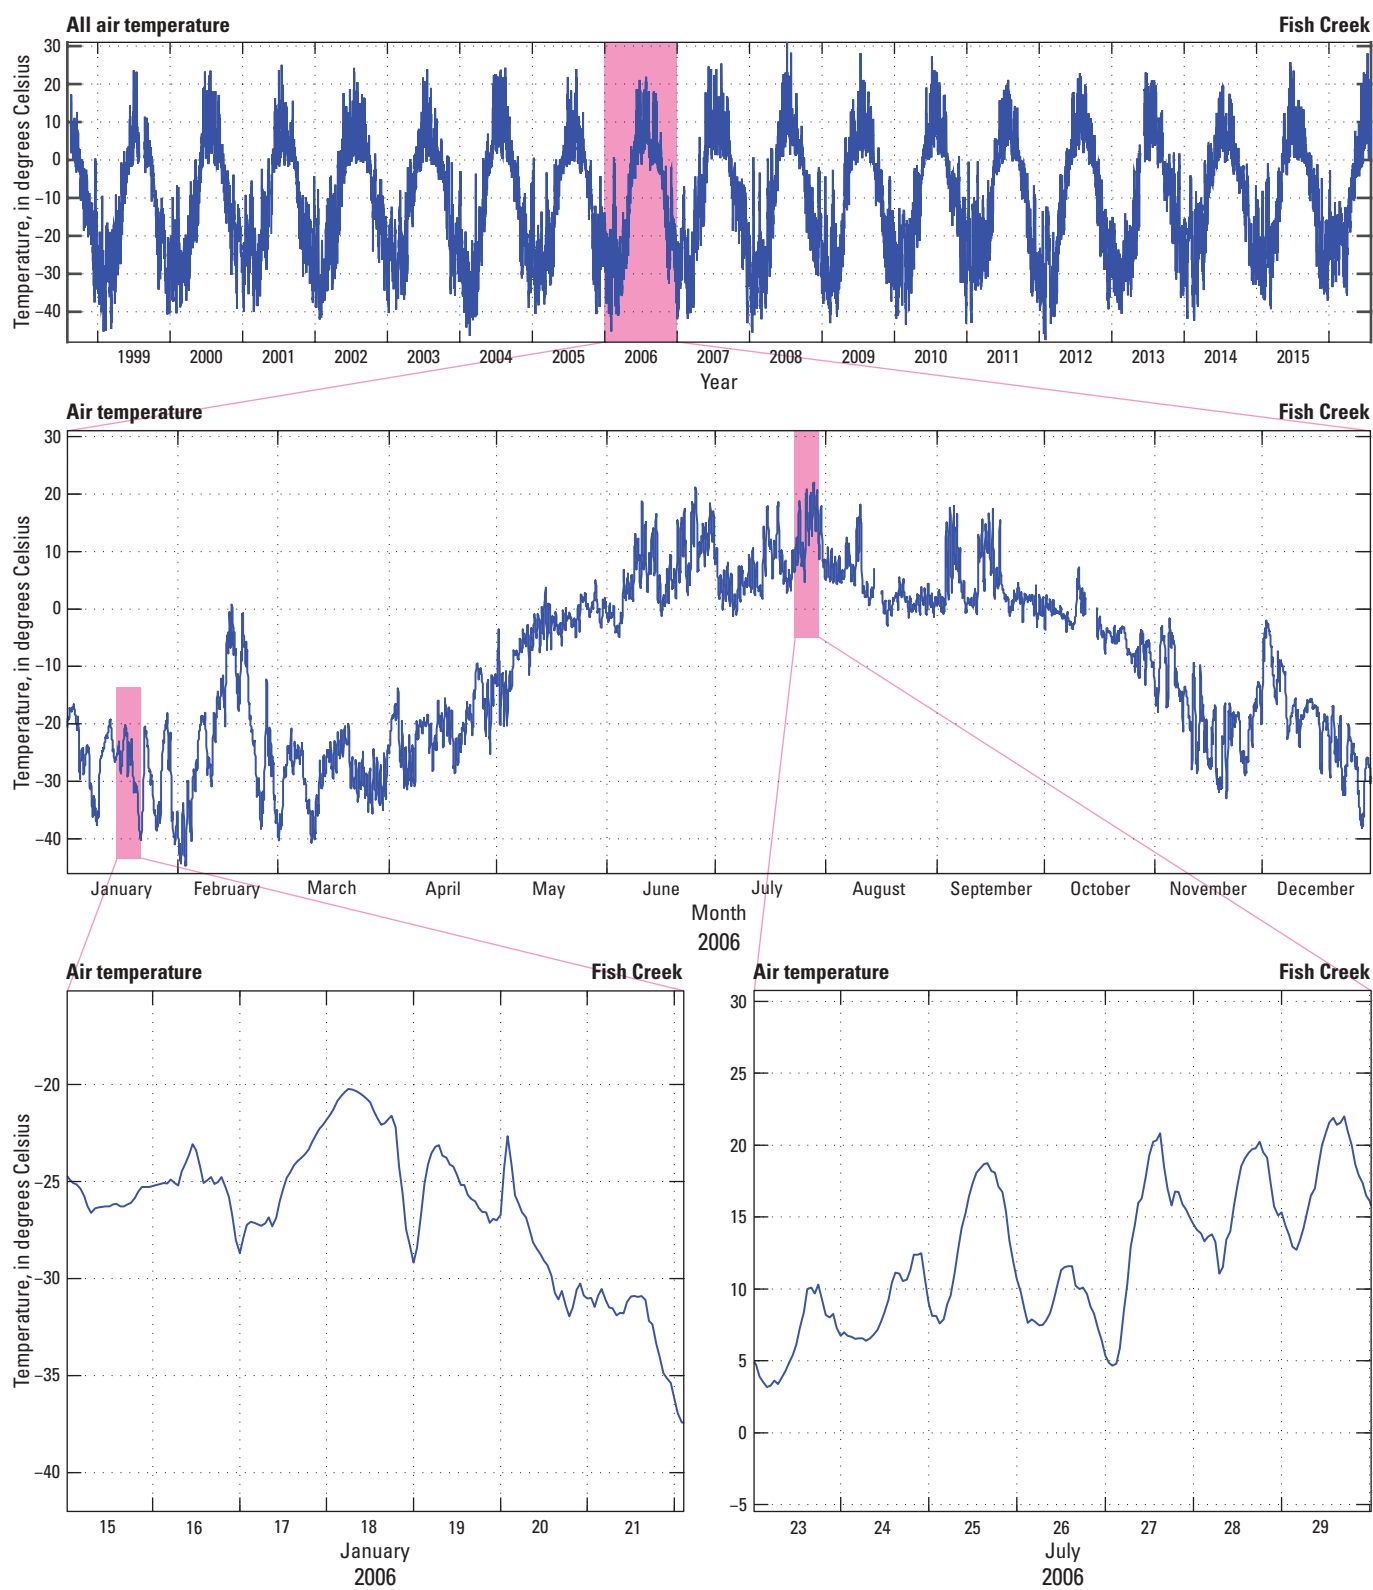 All air temperature Fish Creek
Temperature, in degrees Celsius
30
20
10
0
–10
–20
–30
–40
1999 2000 2001 2002 2003 2004 2005 2006 2007 2008 2009 2010 2011 2012 2013 2014 2015
Year
Air temperature Fish Creek
Temperature, in degrees Celsius
30
20
10
0
–10
–20
–30
–40
January February March April May June July August September October November December
Month
2006
Air temperature Fish Creek
Temperature, in degrees Celsius
–20
–25
–30
–35
–40
15 16 17 18 19 20 21
January
2006
Air temperature Fish Creek
30
25
20
15
10
5
0
–5
23 24 25 26 27 28 29
July
2006